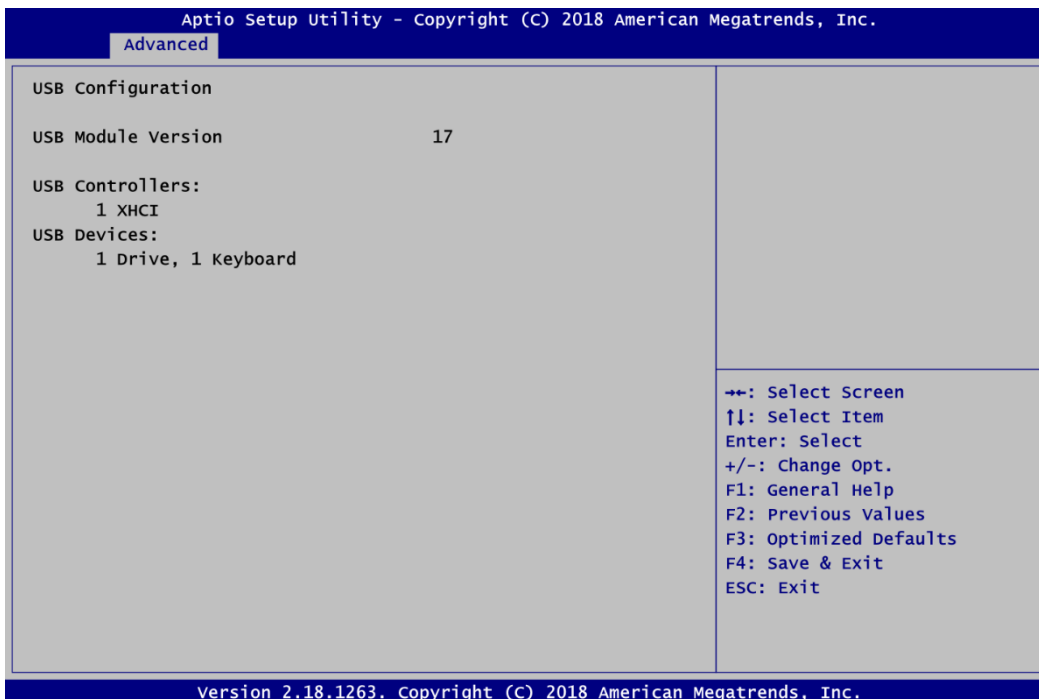 Aptio Setup Utility - Copyright (C) 2018 American Megatrends, Inc.
Advanced
USB Configuration
USB Module Version 17
USB Controllers:
1 XHCI
USB Devices:
1 Drive, 1 Keyboard
→←: Select Screen
↑↓: Select Item
Enter: Select
+/-: Change Opt.
F1: General Help
F2: Previous Values
F3: Optimized Defaults
F4: Save & Exit
ESC: Exit
Version 2.18.1263. Copyright (C) 2018 American Megatrends, Inc.